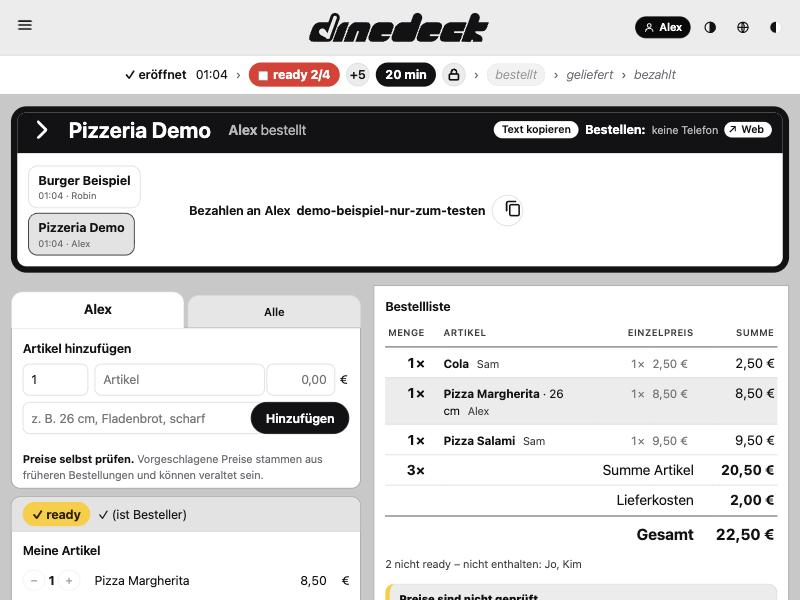 dinedeck
Alex
✓ eröffnet 01:04 › ready 2/4 +5 20 min › bestellt › geliefert › bezahlt
Pizzeria Demo Alex bestellt Text kopieren Bestellen: keine Telefon ↗ Web
Burger Beispiel
01:04 · Robin
Pizzeria Demo
01:04 · Alex
Bezahlen an Alex demo-beispiel-nur-zum-testen
Alex Alle
Artikel hinzufügen
1 Artikel 0,00 €
z. B. 26 cm, Fladenbrot, scharf Hinzufügen
Preise selbst prüfen. Vorgeschlagene Preise stammen aus
früheren Bestellungen und können veraltet sein.
✓ ready ✓ (ist Besteller)
Meine Artikel
− 1 + Pizza Margherita 8,50 €
Bestellliste
MENGE ARTIKEL EINZELPREIS SUMME
1× Cola Sam 1× 2,50 € 2,50 €
1× Pizza Margherita · 26 1× 8,50 € 8,50 €
cm Alex
1× Pizza Salami Sam 1× 9,50 € 9,50 €
3× Summe Artikel 20,50 €
Lieferkosten 2,00 €
Gesamt 22,50 €
2 nicht ready – nicht enthalten: Jo, Kim
Preise sind nicht geprüft